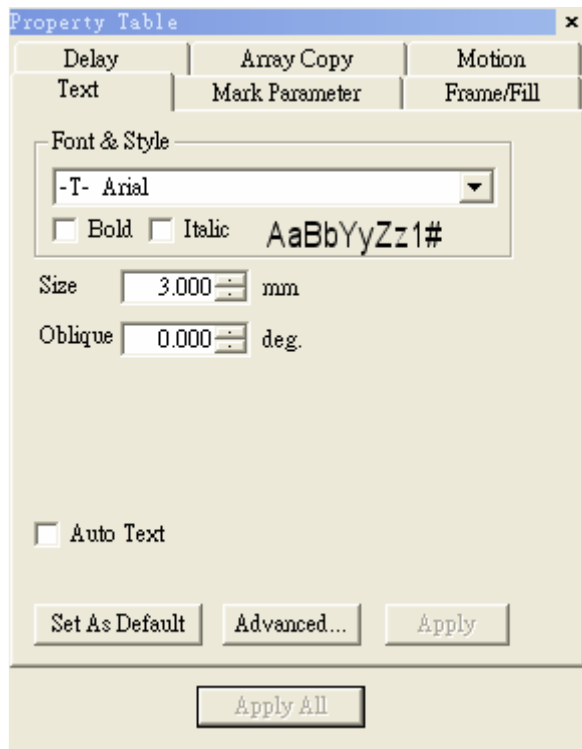 Property Table
Delay Array Copy Motion
Text Mark Parameter Frame/Fill
Font & Style
-T- Arial
Bold Italic AaBbYyZz1#
Size 3.000 mm
Oblique 0.000 deg.
Auto Text
Set As Default Advanced... Apply
Apply All